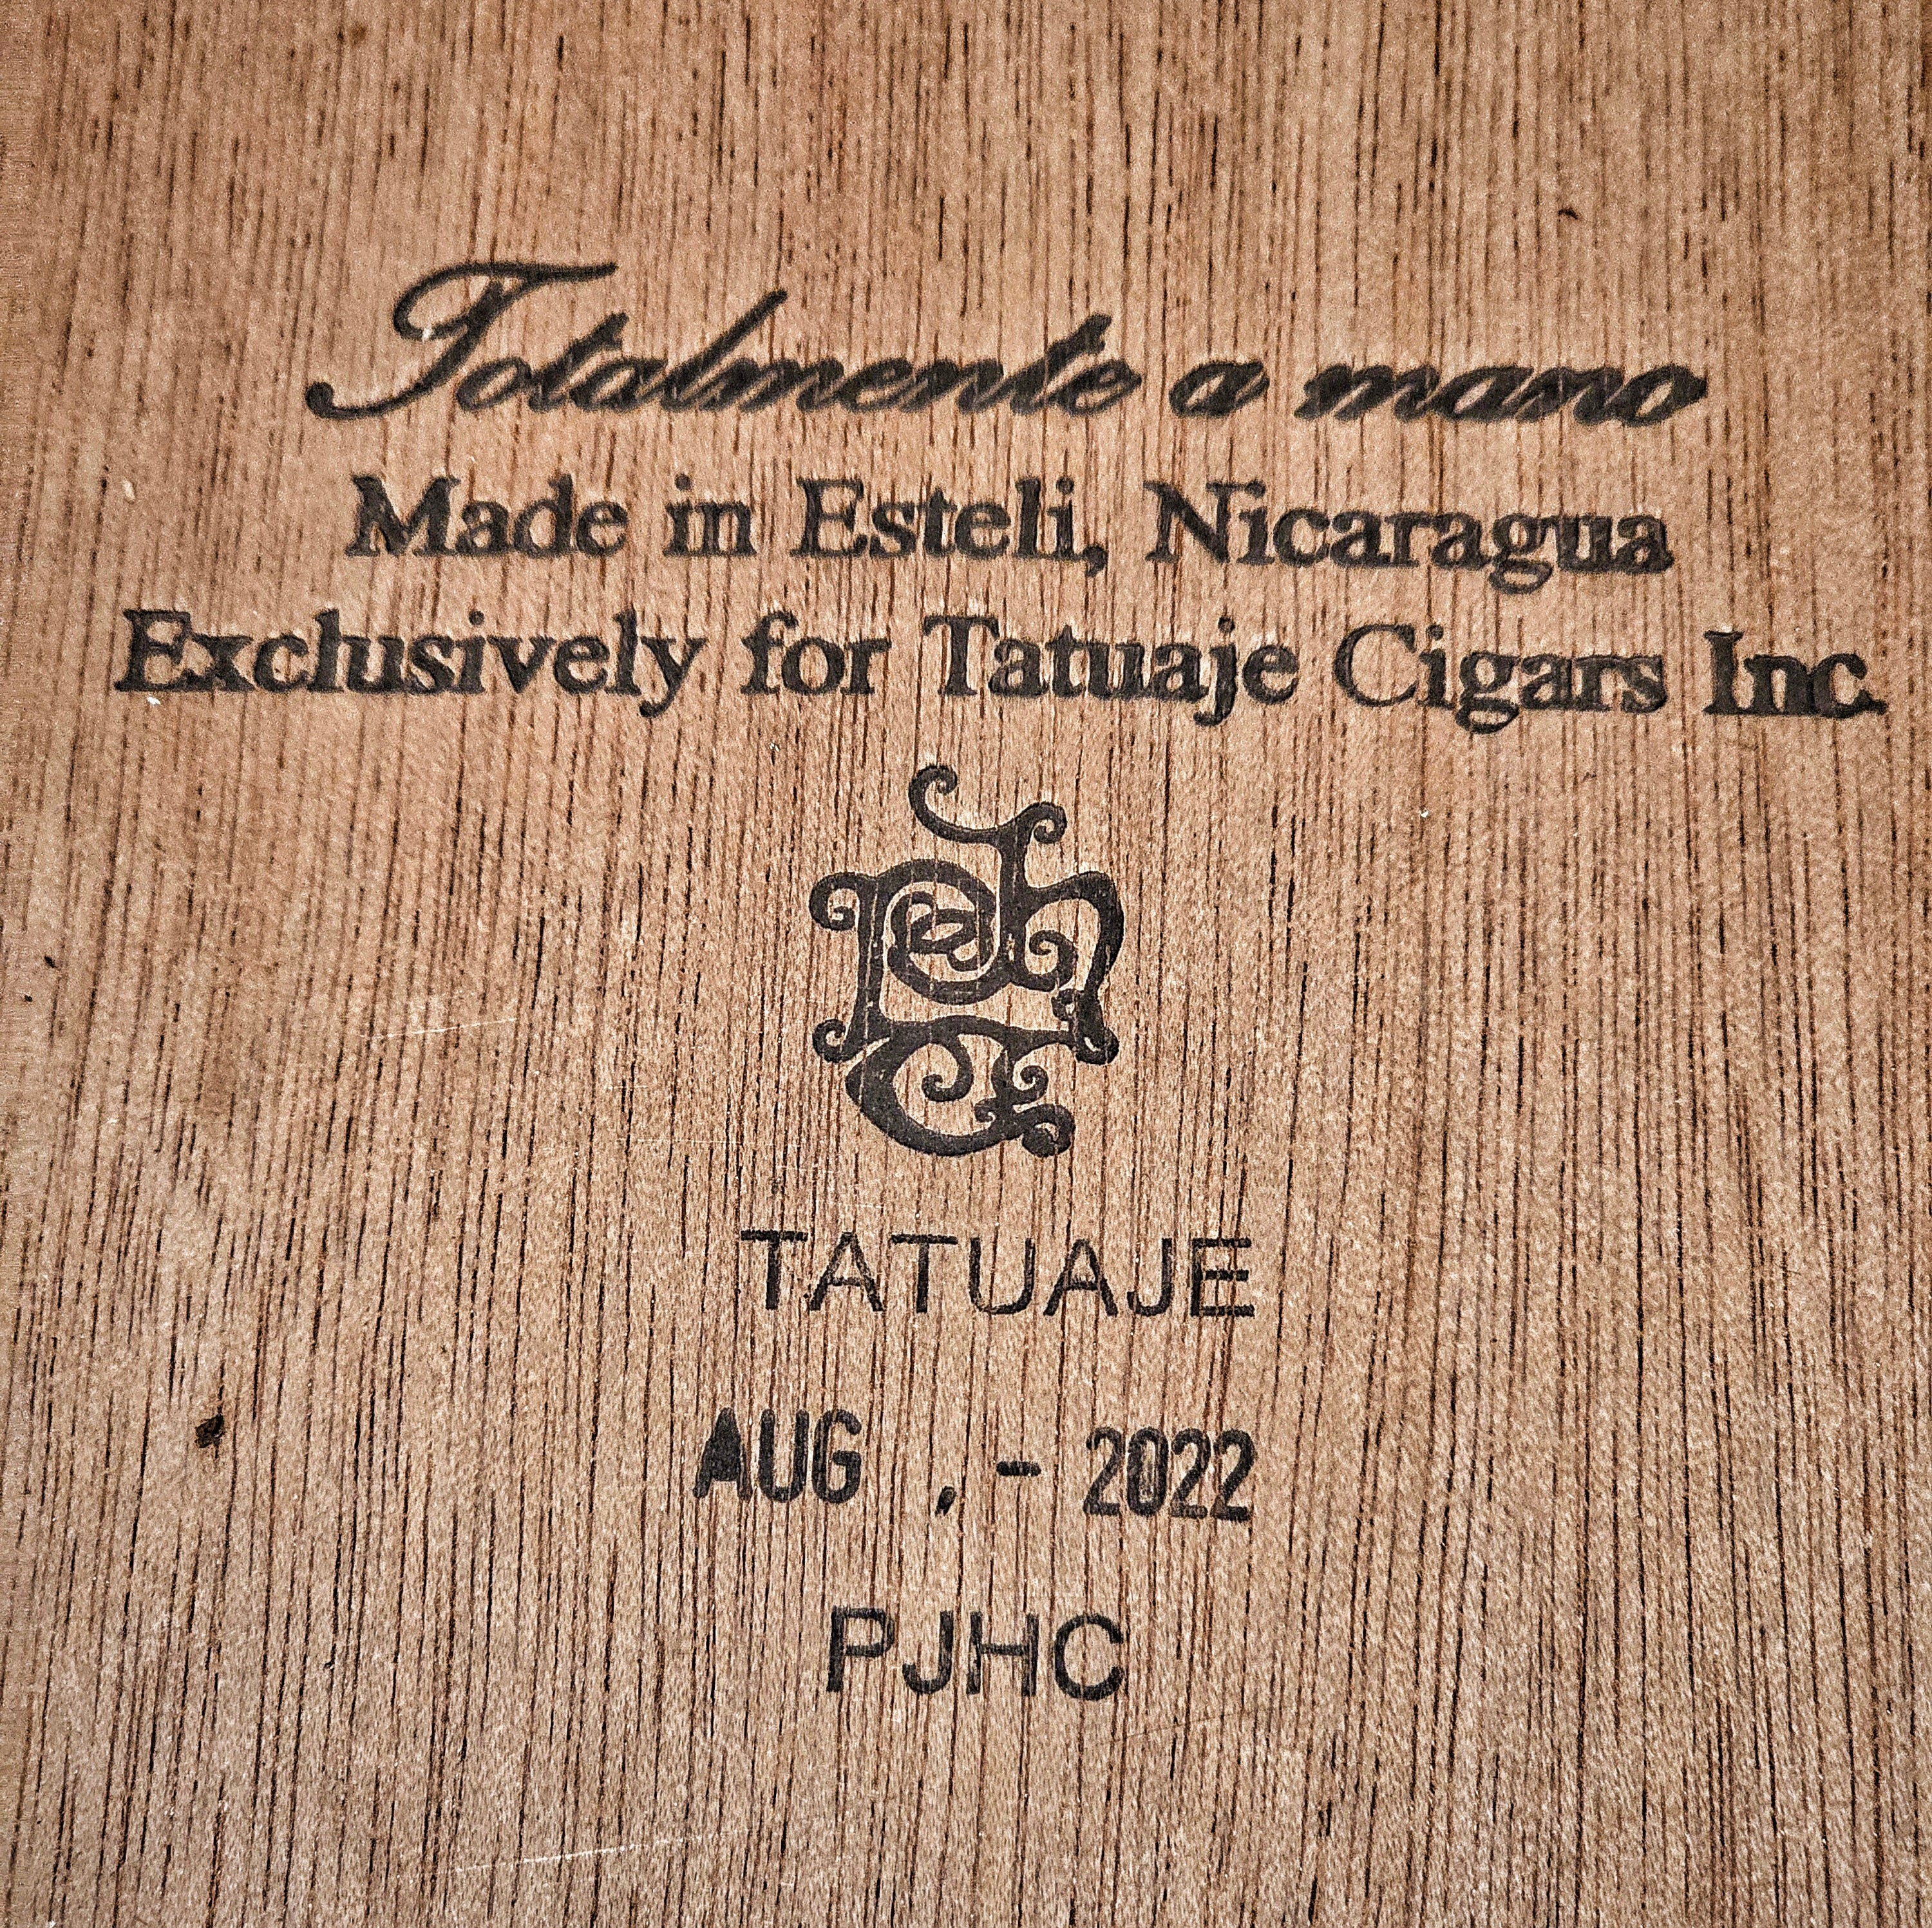 Totalmente a mano
Made in Esteli, Nicaragua
Exclusively for Tatuaje Cigars Inc.
TATUAJE
AUG , - 2022
PJHC